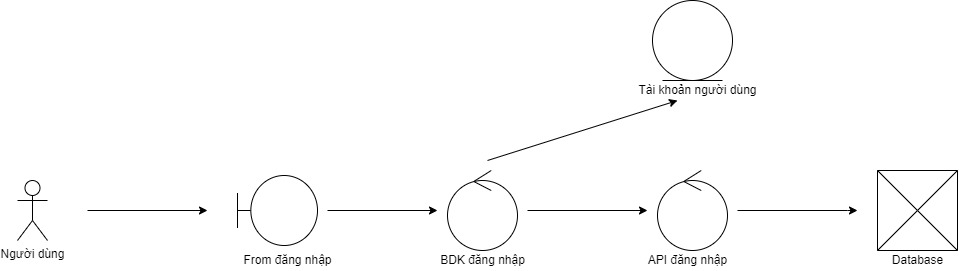 Tài khoản người dùng
Người dùng
From đăng nhập
BDK đăng nhập
API đăng nhập
Database